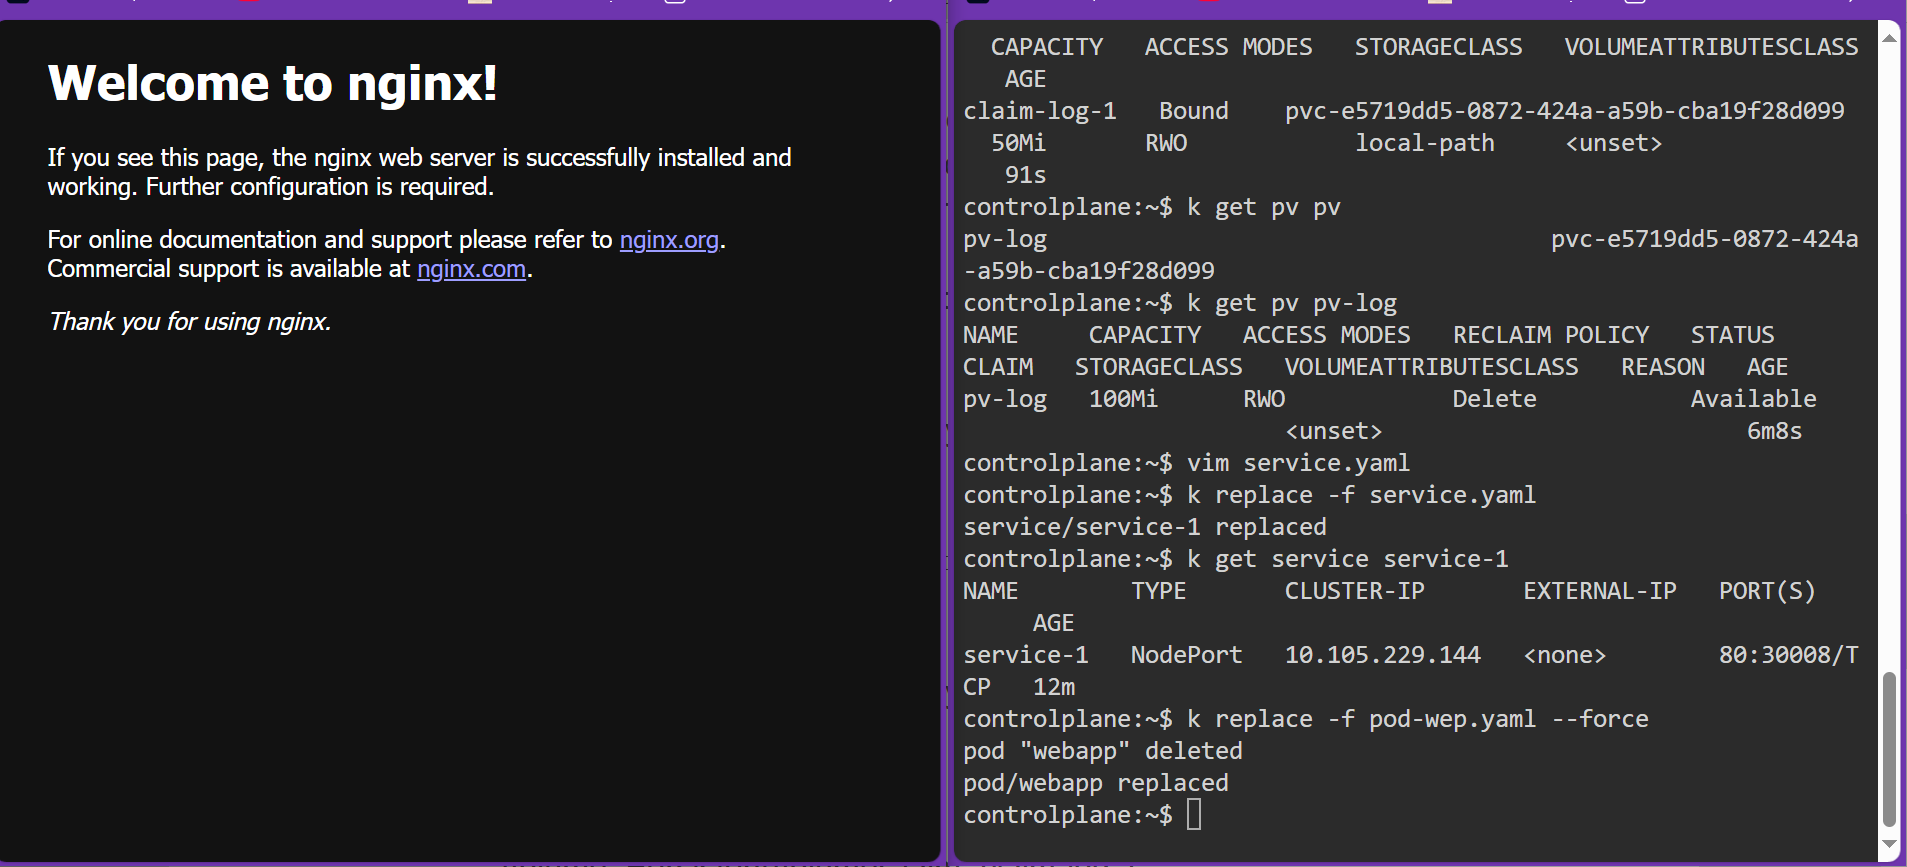 Welcome to nginx!
If you see this page, the nginx web server is successfully installed and
working. Further configuration is required.
For online documentation and support please refer to nginx.org.
Commercial support is available at nginx.com.
Thank you for using nginx.
CAPACITY ACCESS MODES STORAGECLASS VOLUMEATTRIBUTESCLASS
AGE
claim-log-1 Bound pvc-e5719dd5-0872-424a-a59b-cba19f28d099
50Mi RWO local-path <unset>
91s
controlplane:~$ k get pv pv
pv-log pvc-e5719dd5-0872-424a
-a59b-cba19f28d099
controlplane:~$ k get pv pv-log
NAME CAPACITY ACCESS MODES RECLAIM POLICY STATUS
CLAIM STORAGECLASS VOLUMEATTRIBUTESCLASS REASON AGE
pv-log 100Mi RWO Delete Available
<unset> 6m8s
controlplane:~$ vim service.yaml
controlplane:~$ k replace -f service.yaml
service/service-1 replaced
controlplane:~$ k get service service-1
NAME TYPE CLUSTER-IP EXTERNAL-IP PORT(S)
AGE
service-1 NodePort 10.105.229.144 <none> 80:30008/T
CP 12m
controlplane:~$ k replace -f pod-wep.yaml --force
pod "webapp" deleted
pod/webapp replaced
controlplane:~$